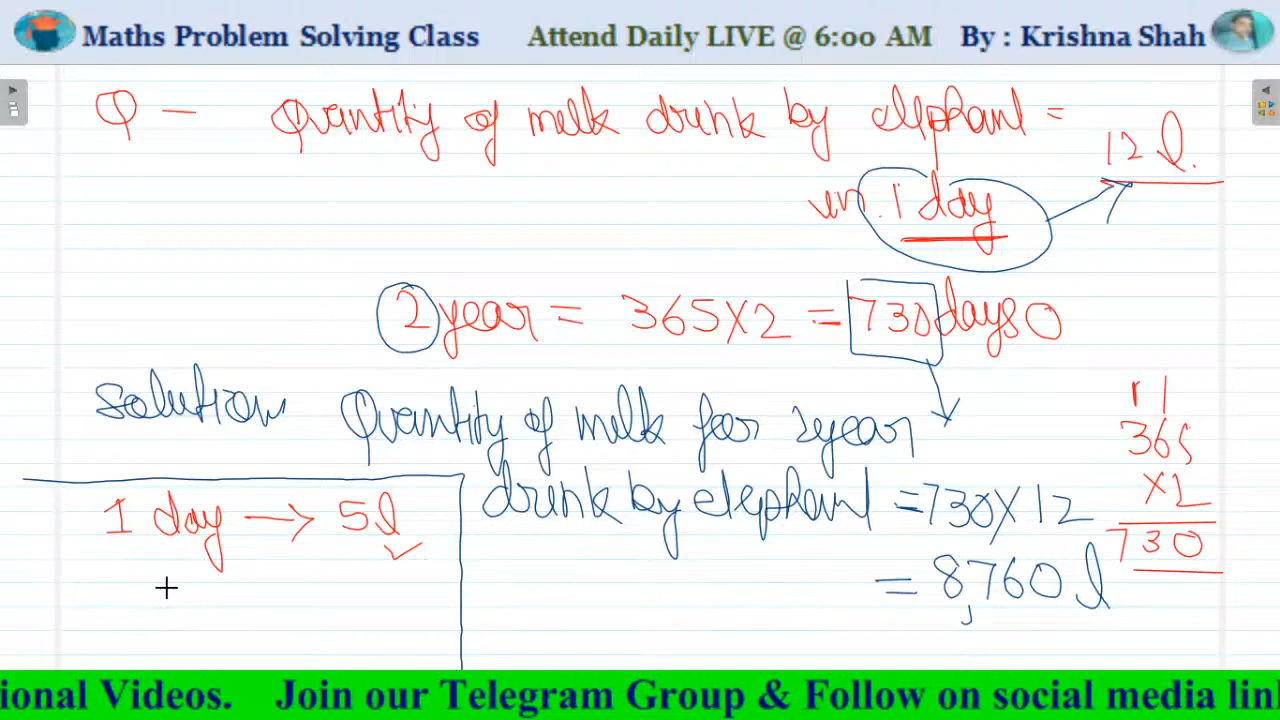 Maths Problem Solving Class Attend Daily LIVE @ 6:00 AM By : Krishna Shah
Q – Quantity of milk drunk by elephant =
12 l.
in 1 day
2 year = 365X2 = 730 days
Solution Quantity of milk for 2year
drunk by elephant = 730X12
= 8760 l
365
X2
730
1 day → 5l
ional Videos. Join our Telegram Group & Follow on social media lin